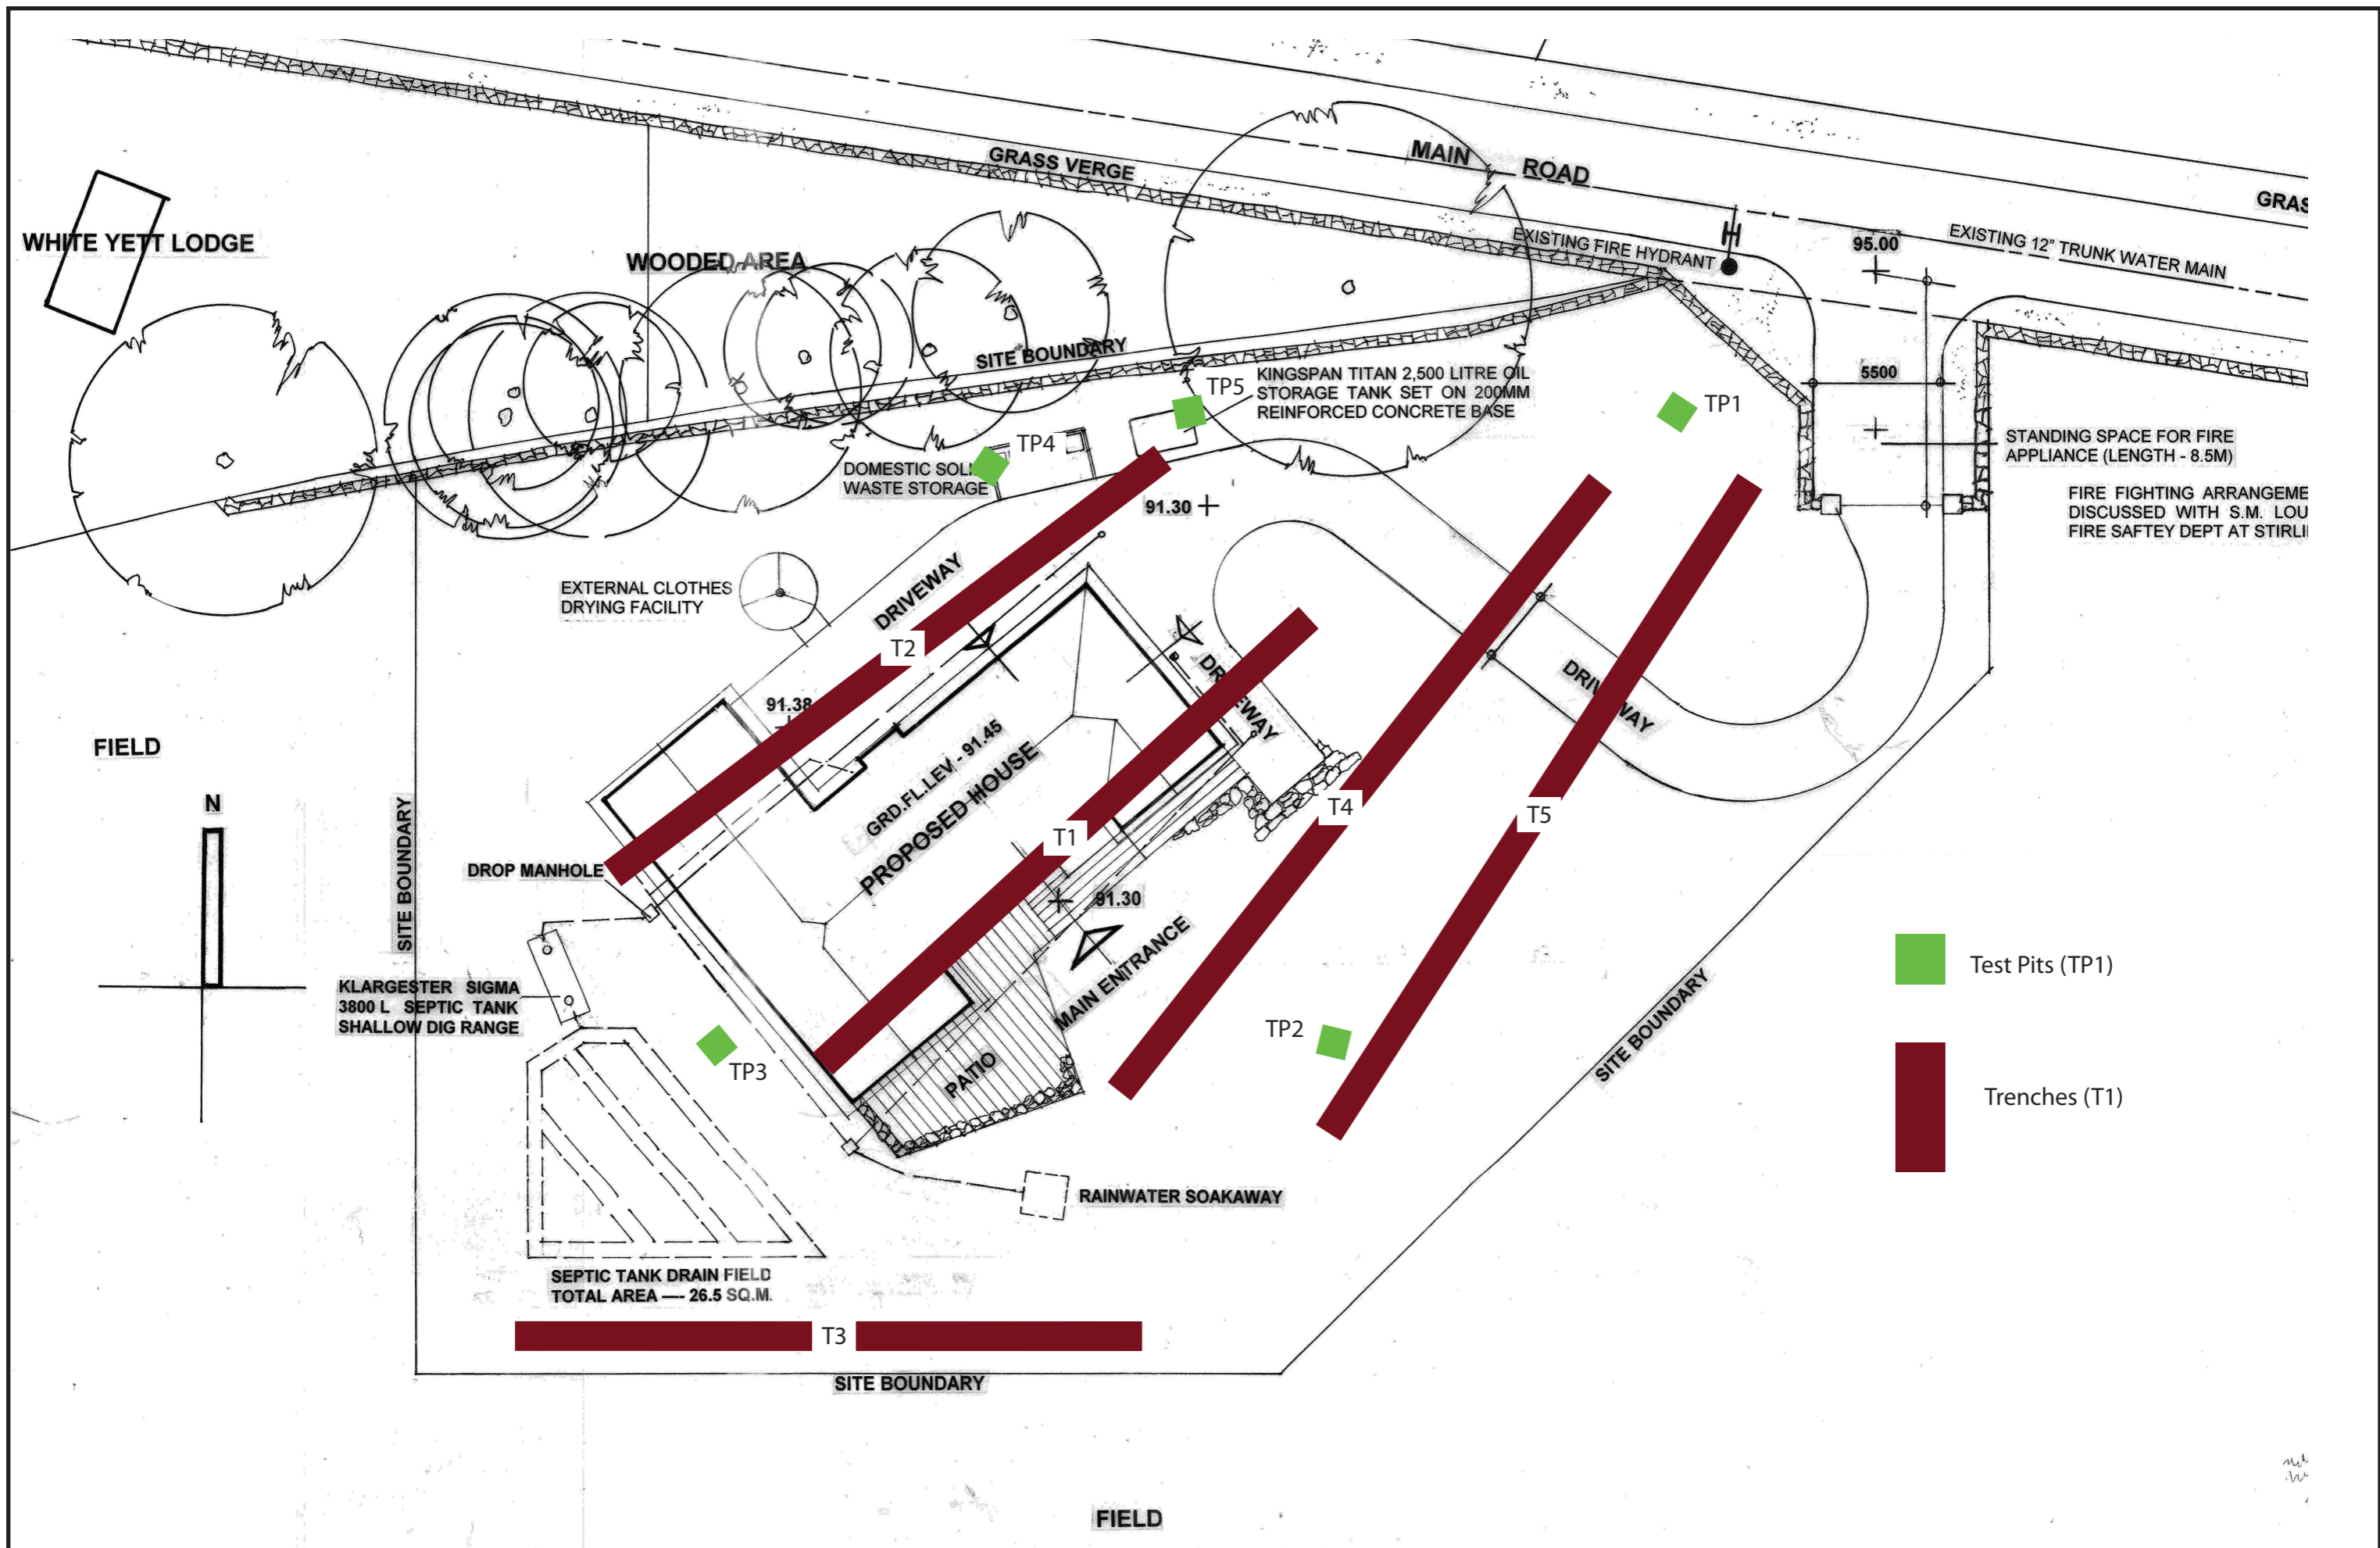 MAIN ROAD
GRASS VERGE
GRAS
WHITE YETT LODGE
WOODED AREA
EXISTING FIRE HYDRANT
H
95.00
EXISTING 12" TRUNK WATER MAIN
SITE BOUNDARY
5500
TP5
KINGSPAN TITAN 2,500 LITRE OIL
STORAGE TANK SET ON 200MM
REINFORCED CONCRETE BASE
TP1
TP4
STANDING SPACE FOR FIRE
APPLIANCE (LENGTH - 8.5M)
DOMESTIC SOLI
WASTE STORAGE
91.30
FIRE FIGHTING ARRANGEME
DISCUSSED WITH S.M. LOU
FIRE SAFTEY DEPT AT STIRLI
EXTERNAL CLOTHES
DRYING FACILITY
DRIVEWAY
T2
DRIVEWAY
DRIVEWAY
91.38
FIELD
GRD.FL.LEV - 91.45
PROPOSED HOUSE
N
T1
T4
T5
SITE BOUNDARY
DROP MANHOLE
91.30
MAIN ENTRANCE
KLARGESTER SIGMA
3800 L SEPTIC TANK
SHALLOW DIG RANGE
TP3
TP2
PATIO
SITE BOUNDARY
Test Pits (TP1)
Trenches (T1)
RAINWATER SOAKAWAY
SEPTIC TANK DRAIN FIELD
TOTAL AREA —- 26.5 SQ.M.
T3
SITE BOUNDARY
FIELD